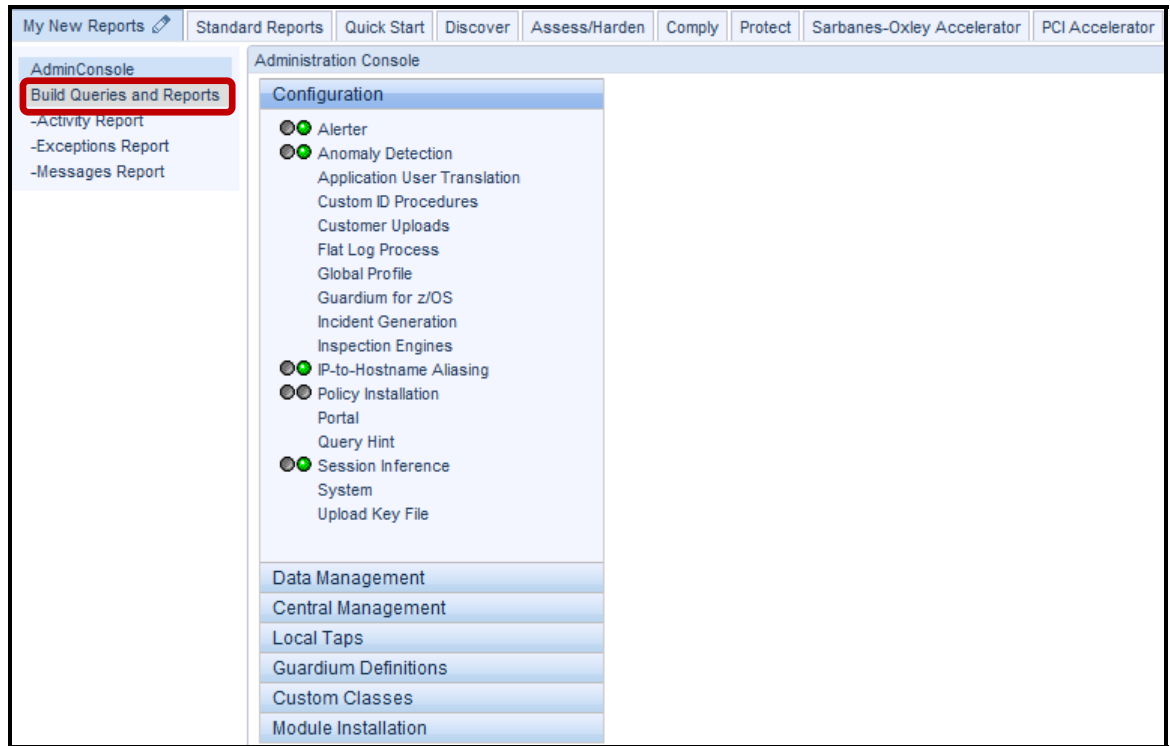 My New Reports
Standard Reports
Quick Start
Discover
Assess/Harden
Comply
Protect
Sarbanes-Oxley Accelerator
PCI Accelerator
AdminConsole
Build Queries and Reports
-Activity Report
-Exceptions Report
-Messages Report
Administration Console
Configuration
Alerter
Anomaly Detection
Application User Translation
Custom ID Procedures
Customer Uploads
Flat Log Process
Global Profile
Guardium for z/OS
Incident Generation
Inspection Engines
IP-to-Hostname Aliasing
Policy Installation
Portal
Query Hint
Session Inference
System
Upload Key File
Data Management
Central Management
Local Taps
Guardium Definitions
Custom Classes
Module Installation